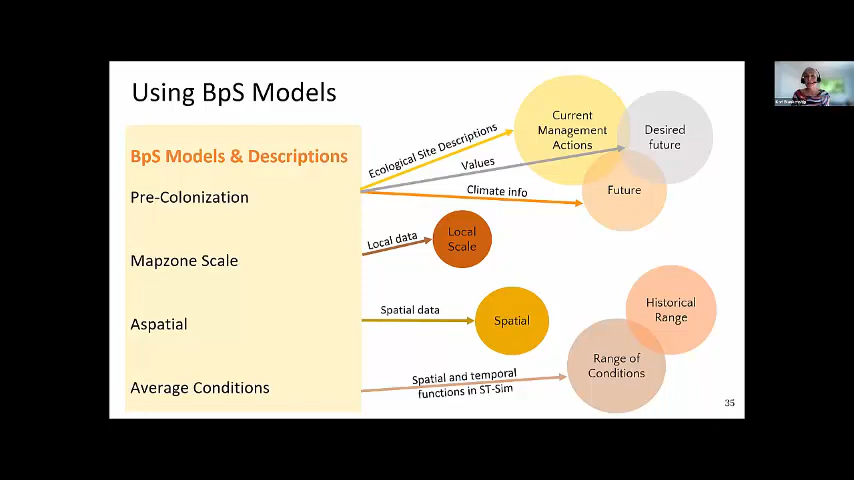 Using BpS Models
BpS Models & Descriptions
Pre-Colonization
Mapzone Scale
Aspatial
Average Conditions
Ecological Site Descriptions
Values
Climate info
Local data
Spatial data
Spatial and temporal
functions in ST-Sim
Current
Management
Actions
Desired
future
Future
Local
Scale
Spatial
Historical
Range
Range of
Conditions
35